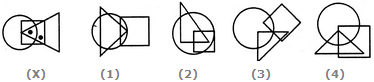 (X) (1) (2) (3) (4)